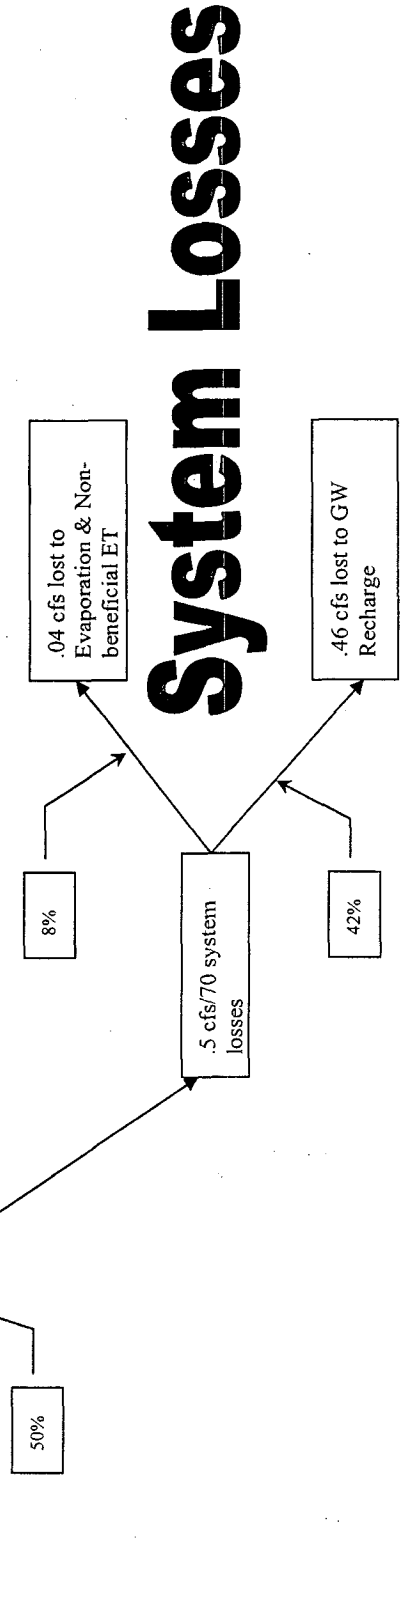 50%
.5 cfs/70 system
losses
8%
42%
.04 cfs lost to
Evaporation & Non-
beneficial ET
System Losses
.46 cfs lost to GW
Recharge